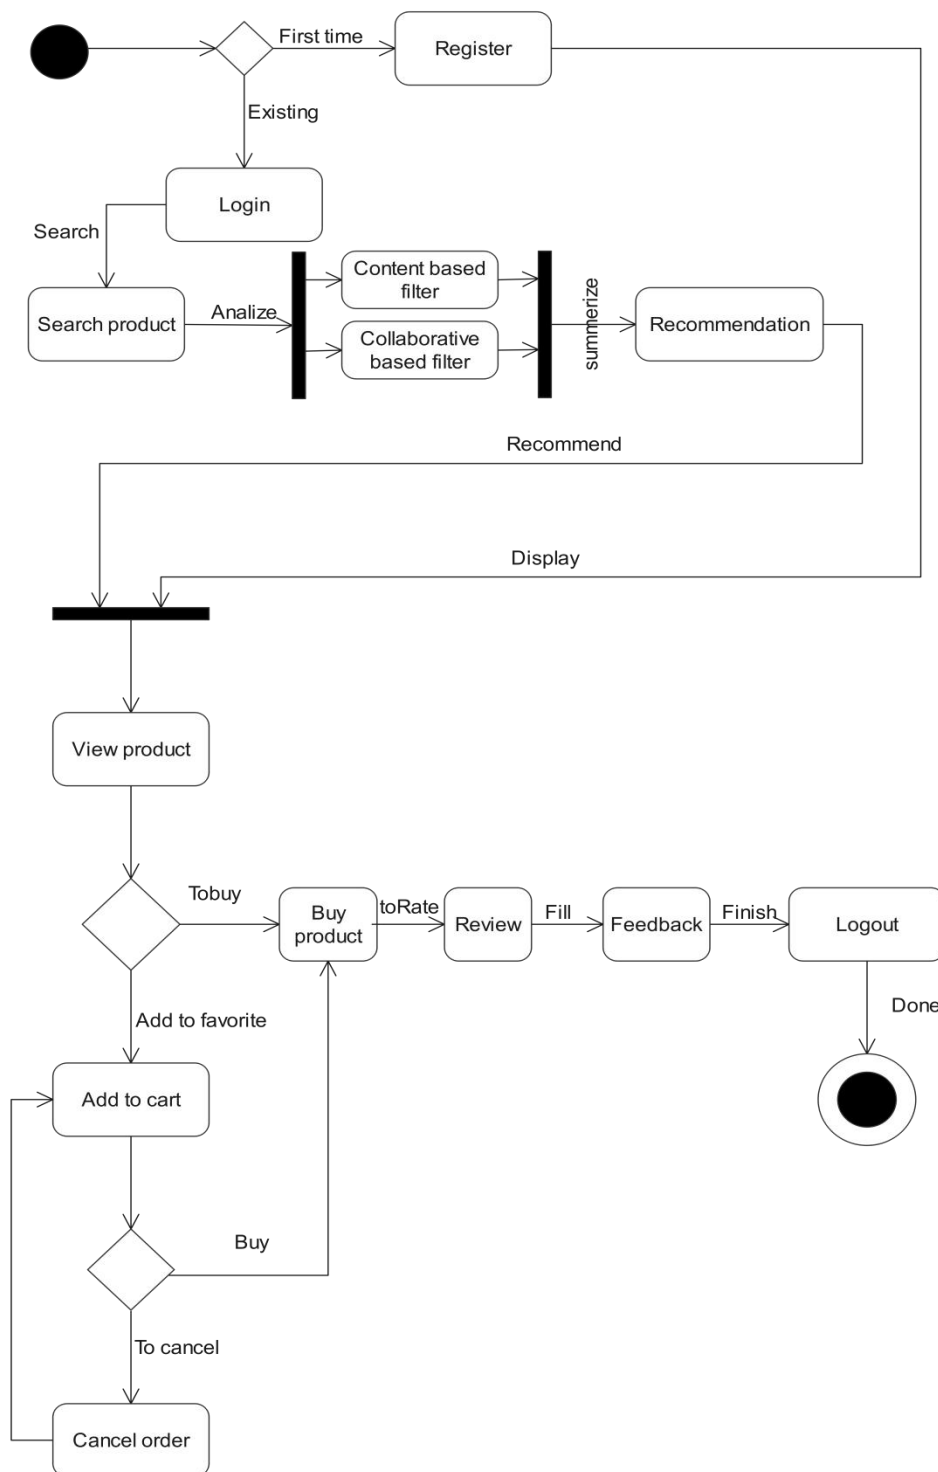 First time
Register
Existing
Login
Search
Content based
filter
Search product
Analize
Collaborative
based filter
summerize
Recommendation
Recommend
Display
View product
Tobuy
Buy
product
toRate
Review
Fill
Feedback
Finish
Logout
Add to favorite
Done
Add to cart
Buy
To cancel
Cancel order